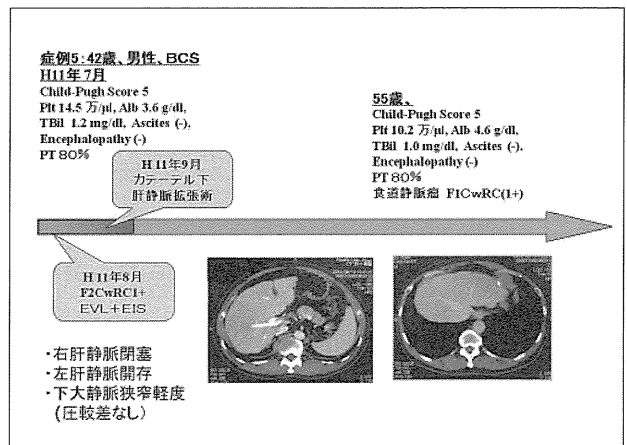 症例5:42歳、男性、BCS
H11年7月
Child-Pugh Score 5
Plt 14.5 万/μl, Alb 3.6 g/dl,
TBil 1.2 mg/dl, Ascites (-),
Encephalopathy (-)
PT 80%
55歳、
Child-Pugh Score 5
Plt 10.2 万/μl, Alb 4.6 g/dl,
TBil 1.0 mg/dl, Ascites (-),
Encephalopathy (-)
PT 80%
食道静脈瘤 F1CwRC(1+)
H11年9月
カテーテル下
肝静脈拡張術
H11年8月
F2CwRC1+
EVL+EIS
・右肝静脈閉塞
・左肝静脈開存
・下大静脈狭窄軽度
(圧較差なし)